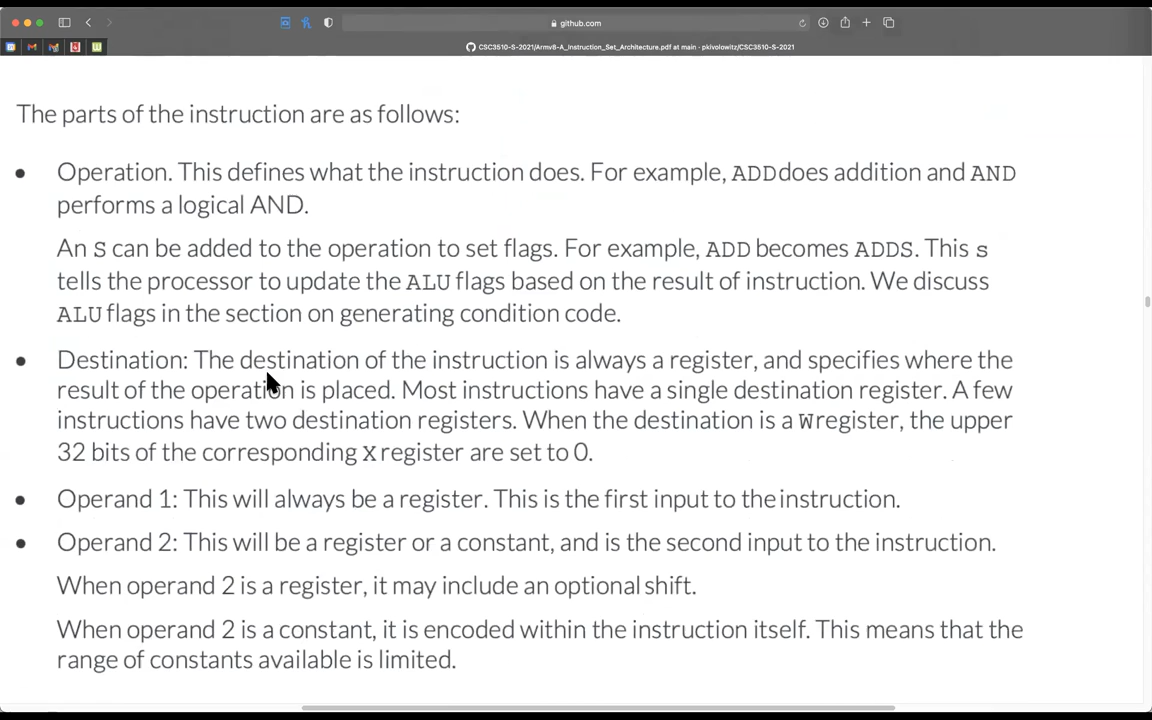 github.com
CSC3510-S-2021/Armv8-A_Instruction_Set_Architecture.pdf at main · pkivolowitz/CSC3510-S-2021
The parts of the instruction are as follows:
• Operation. This defines what the instruction does. For example, ADD does addition and AND
performs a logical AND.
An S can be added to the operation to set flags. For example, ADD becomes ADDS. This s
tells the processor to update the ALU flags based on the result of instruction. We discuss
ALU flags in the section on generating condition code.
• Destination: The destination of the instruction is always a register, and specifies where the
result of the operation is placed. Most instructions have a single destination register. A few
instructions have two destination registers. When the destination is a W register, the upper
32 bits of the corresponding X register are set to 0.
• Operand 1: This will always be a register. This is the first input to the instruction.
• Operand 2: This will be a register or a constant, and is the second input to the instruction.
When operand 2 is a register, it may include an optional shift.
When operand 2 is a constant, it is encoded within the instruction itself. This means that the
range of constants available is limited.